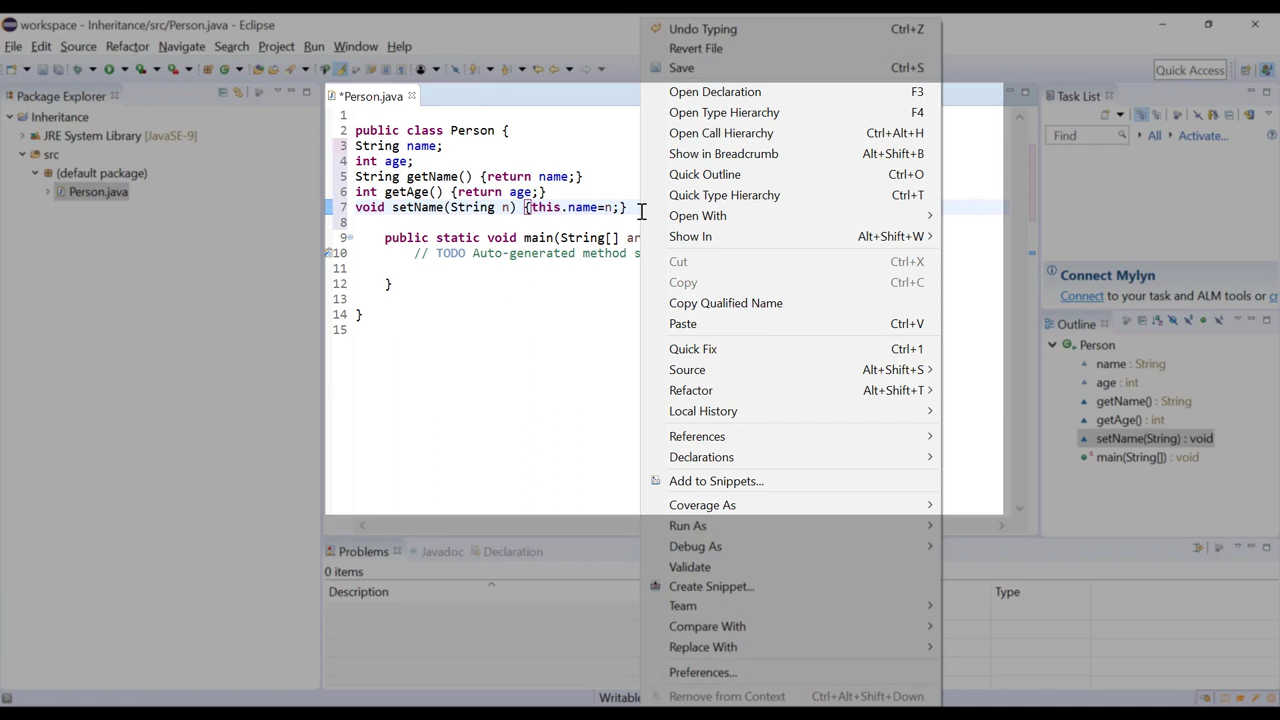 workspace - Inheritance/src/Person.java - Eclipse
File Edit Source Refactor Navigate Search Project Run Window Help
Quick Access
Package Explorer
Inheritance
JRE System Library [JavaSE-9]
src
(default package)
Person.java
*Person.java
1
2 public class Person {
3 String name;
4 int age;
5 String getName() {return name;}
6 int getAge() {return age;}
7 void setName(String n) {this.name=n;}
8
9 public static void main(String[] ar
10 // TODO Auto-generated method s
11
12 }
13
14 }
15
Undo Typing Ctrl+Z
Revert File
Save Ctrl+S
Open Declaration F3
Open Type Hierarchy F4
Open Call Hierarchy Ctrl+Alt+H
Show in Breadcrumb Alt+Shift+B
Quick Outline Ctrl+O
Quick Type Hierarchy Ctrl+T
Open With
Show In Alt+Shift+W
Cut Ctrl+X
Copy Ctrl+C
Copy Qualified Name
Paste Ctrl+V
Quick Fix Ctrl+1
Source Alt+Shift+S
Refactor Alt+Shift+T
Local History
References
Declarations
Add to Snippets...
Coverage As
Run As
Debug As
Validate
Create Snippet...
Team
Compare With
Replace With
Preferences...
Remove from Context Ctrl+Alt+Shift+Down
Task List
Find All Activate...
Connect Mylyn
Connect to your task and ALM tools or
Outline
Person
name : String
age : int
getName() : String
getAge() : int
setName(String) : void
main(String[]) : void
Problems Javadoc Declaration
0 items
Description Type
Writable